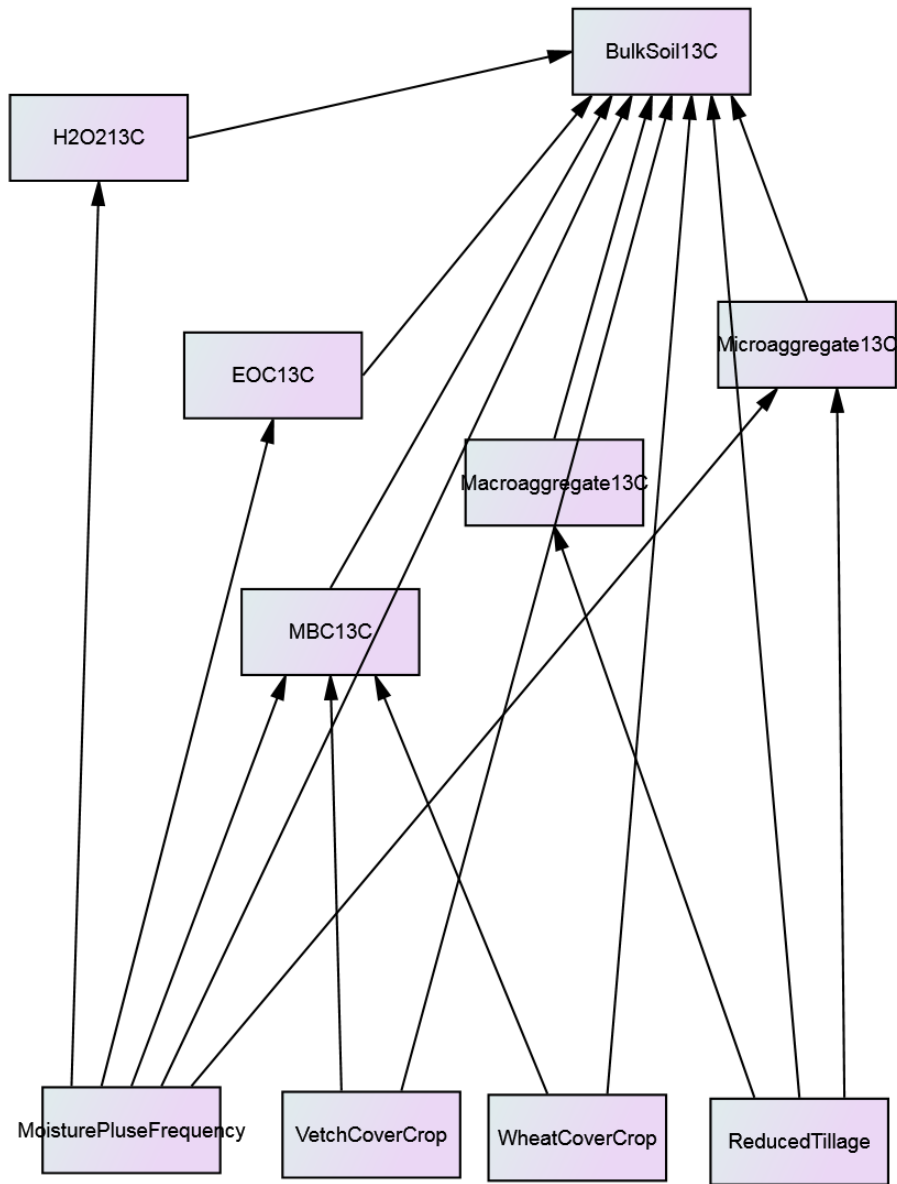 BulkSoil13C
H2O213C
Microaggregate13C
EOC13C
Macroaggregate13C
MBC13C
MoisturePluseFrequency
VetchCoverCrop
WheatCoverCrop
ReducedTillage